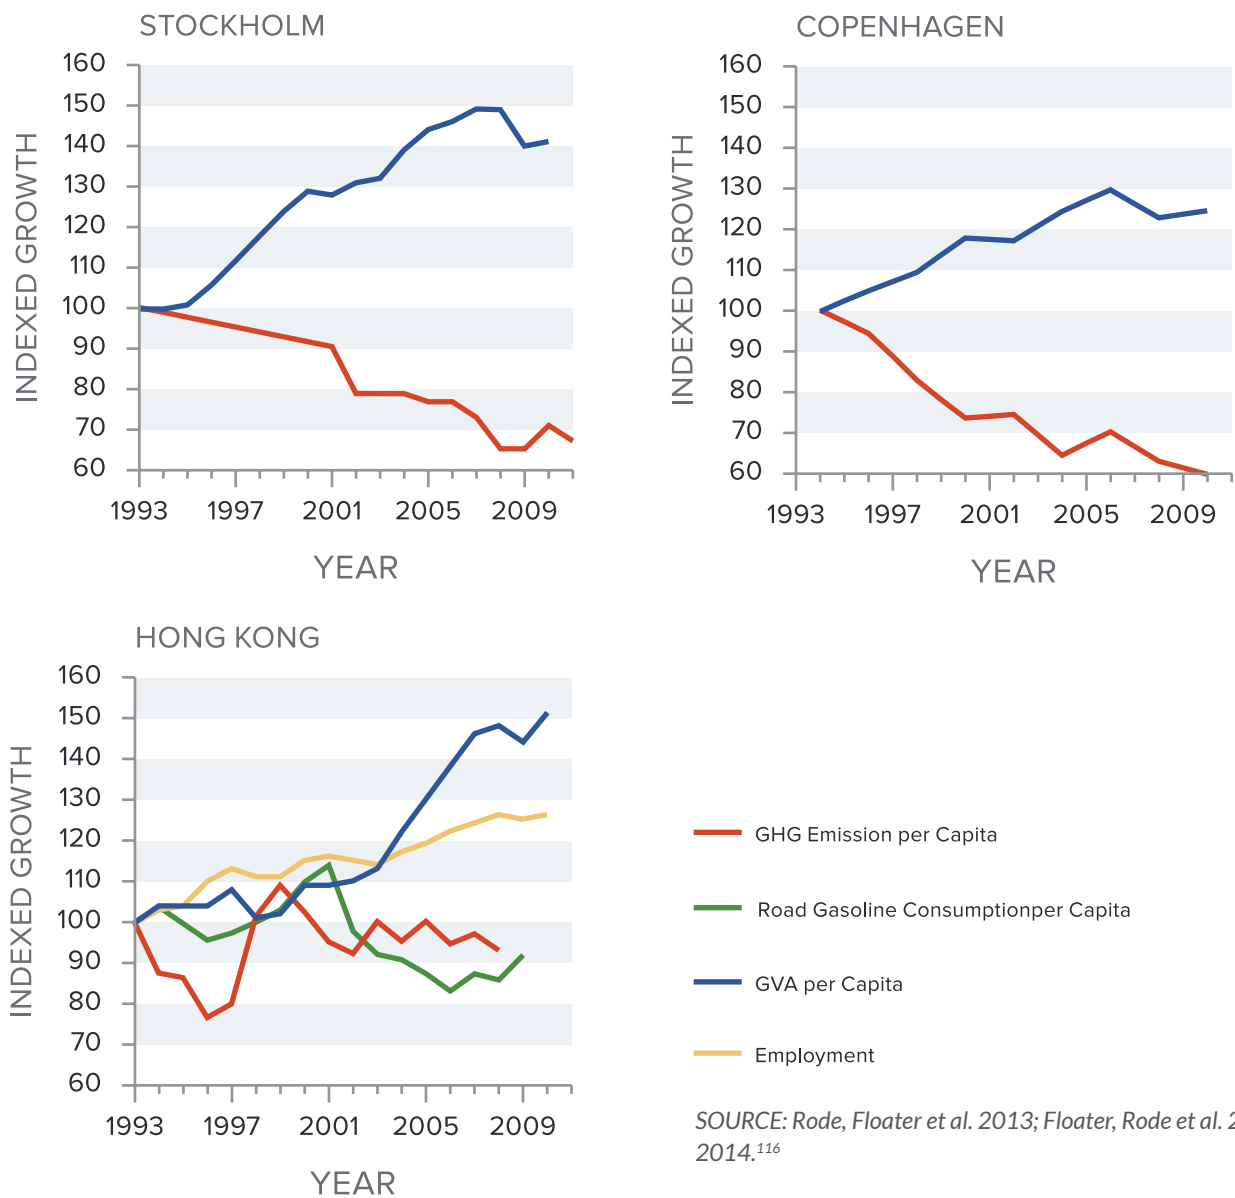 STOCKHOLM
160
150
140
130
120
110
100
90
80
70
60
INDEXED GROWTH
1993 1997 2001 2005 2009
YEAR
COPENHAGEN
160
150
140
130
120
110
100
90
80
70
60
INDEXED GROWTH
1993 1997 2001 2005 2009
YEAR
HONG KONG
160
150
140
130
120
110
100
90
80
70
60
INDEXED GROWTH
1993 1997 2001 2005 2009
YEAR
GHG Emission per Capita
Road Gasoline Consumptionper Capita
GVA per Capita
Employment
SOURCE: Rode, Floater et al. 2013; Floater, Rode et al. 2
2014.116